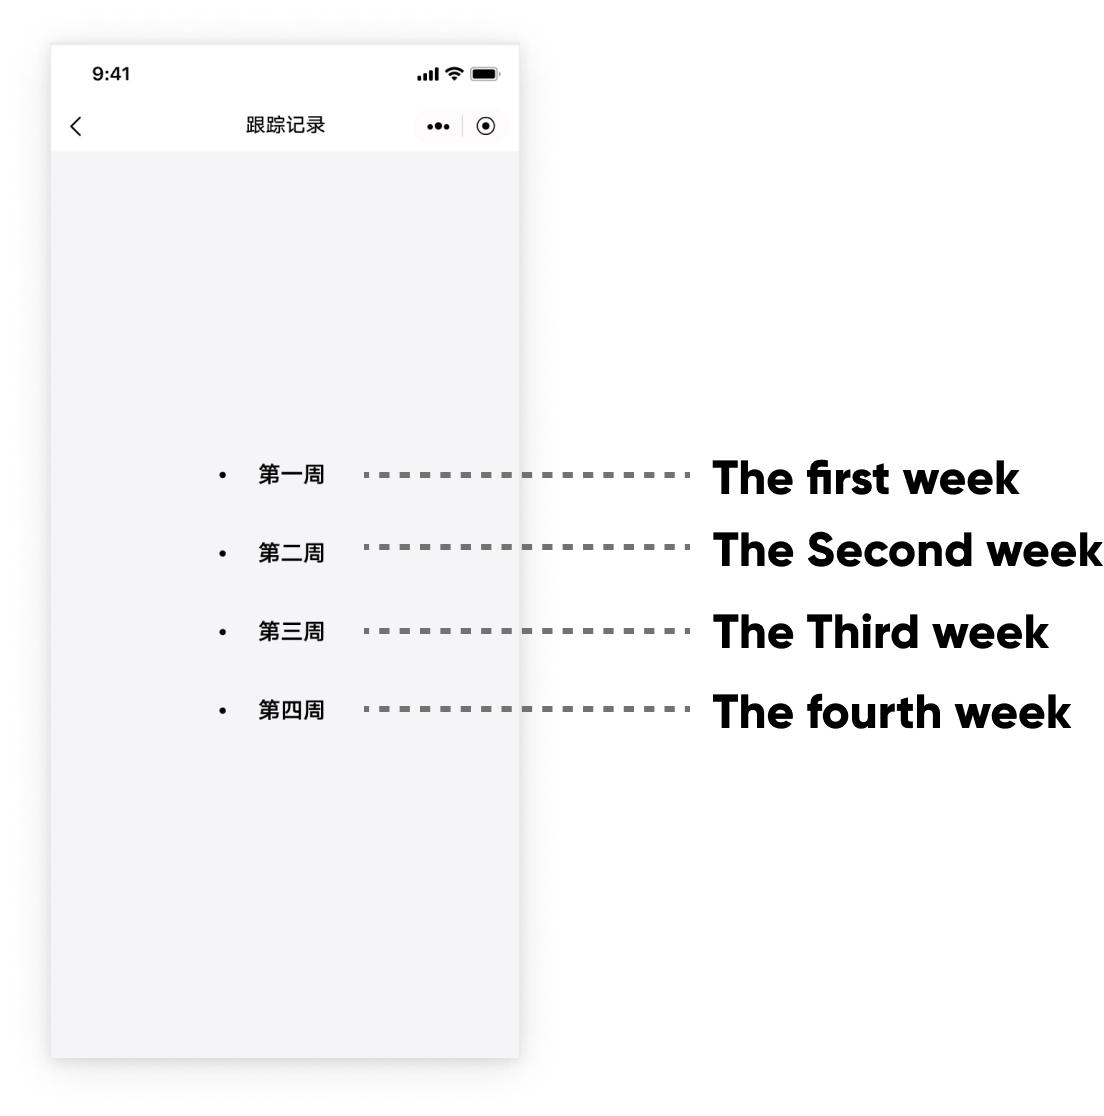 9:41
跟踪记录
• 第一周 The first week
• 第二周 The Second week
• 第三周 The Third week
• 第四周 The fourth week